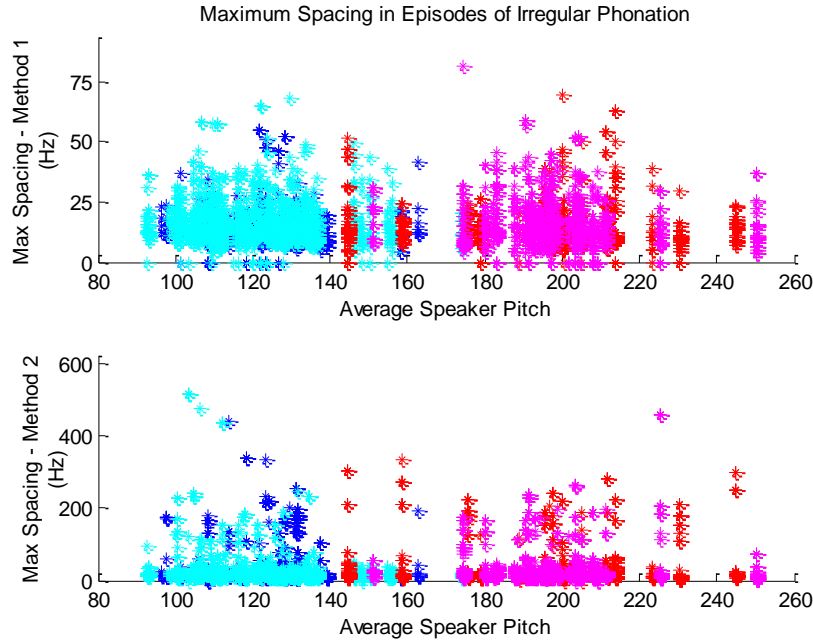 Maximum Spacing in Episodes of Irregular Phonation
Max Spacing - Method 1
(Hz)
75
50
25
0
80 100 120 140 160 180 200 220 240 260
Average Speaker Pitch
Max Spacing - Method 2
(Hz)
600
400
200
0
80 100 120 140 160 180 200 220 240 260
Average Speaker Pitch